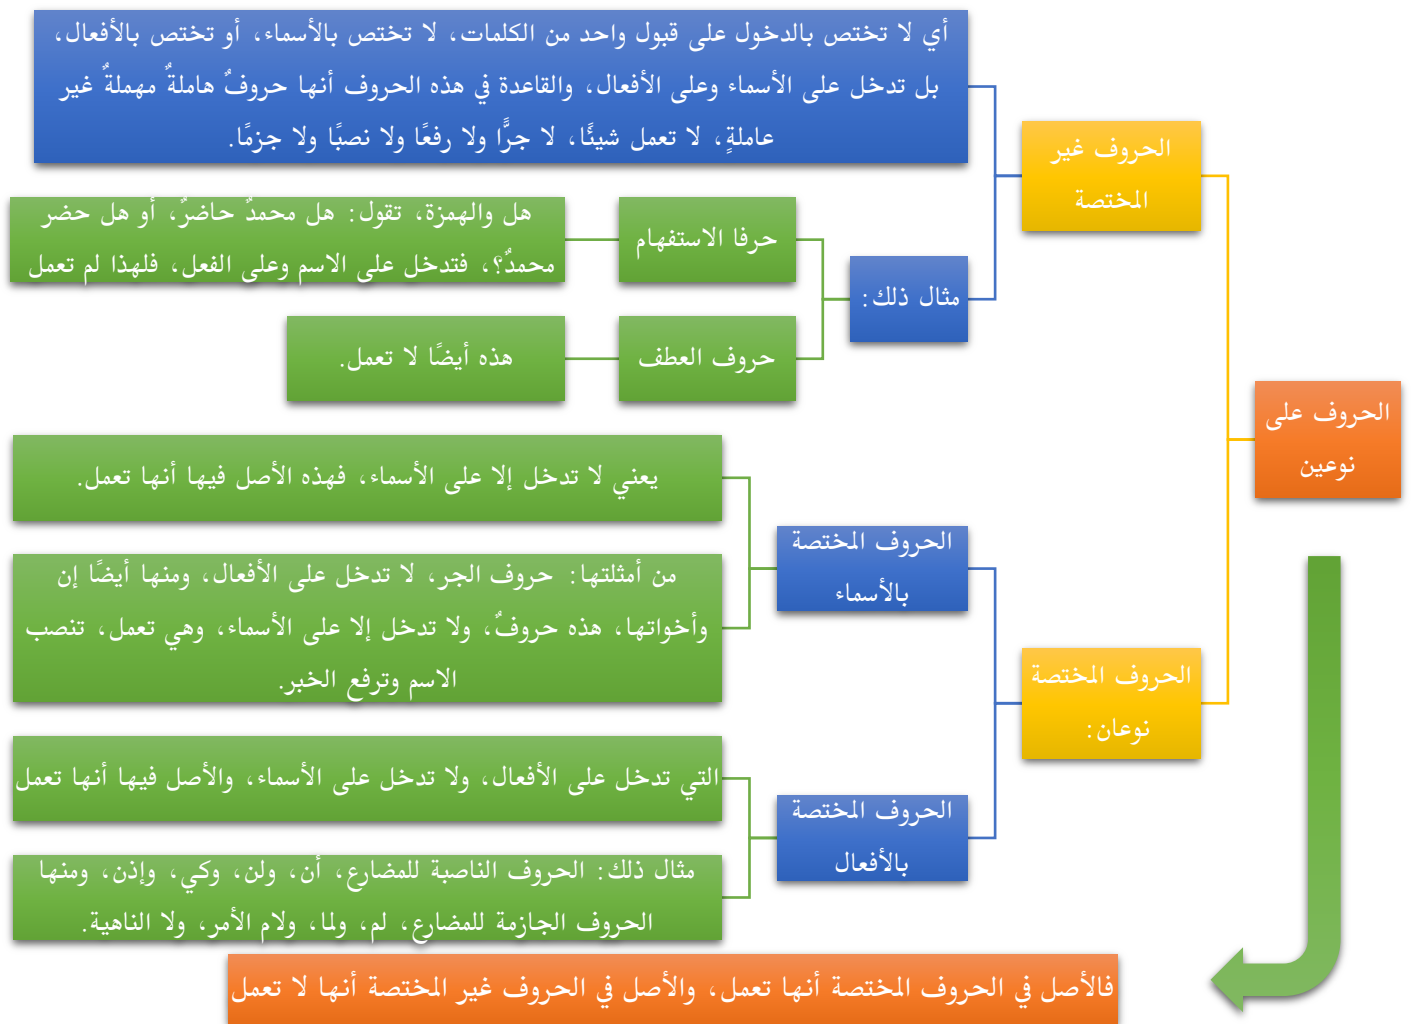 الحروف على
نوعين
الحروف غير
المختصة
أي لا تختص بالدخول على قبول واحد من الكلمات، لا تختص بالأسماء، أو تختص بالأفعال،
بل تدخل على الأسماء وعلى الأفعال، والقاعدة في هذه الحروف أنها حروفٌ هاملةٌ مهملةٌ غير
عاملةٍ، لا تعمل شيئًا، لا جرًّا ولا رفعًا ولا نصبًا ولا جزمًا.
مثال ذلك:
حرفا الاستفهام
هل والهمزة، تقول: هل محمدٌ حاضرٌ، أو هل حضر
محمدٌ؟، فتدخل على الاسم وعلى الفعل، فلهذا لم تعمل
حروف العطف
هذه أيضًا لا تعمل.
الحروف المختصة
نوعان:
الحروف المختصة
بالأسماء
يعني لا تدخل إلا على الأسماء، فهذه الأصل فيها أنها تعمل.
من أمثلتها: حروف الجر، لا تدخل على الأفعال، ومنها أيضًا إن
وأخواتها، هذه حروفٌ، ولا تدخل إلا على الأسماء، وهي تعمل، تنصب
الاسم وترفع الخبر.
الحروف المختصة
بالأفعال
التي تدخل على الأفعال، ولا تدخل على الأسماء، والأصل فيها أنها تعمل
مثال ذلك: الحروف الناصبة للمضارع، أن، ولن، وكي، وإذن، ومنها
الحروف الجازمة للمضارع، لم، ولما، ولام الأمر، ولا الناهية.
فالأصل في الحروف المختصة أنها تعمل، والأصل في الحروف غير المختصة أنها لا تعمل